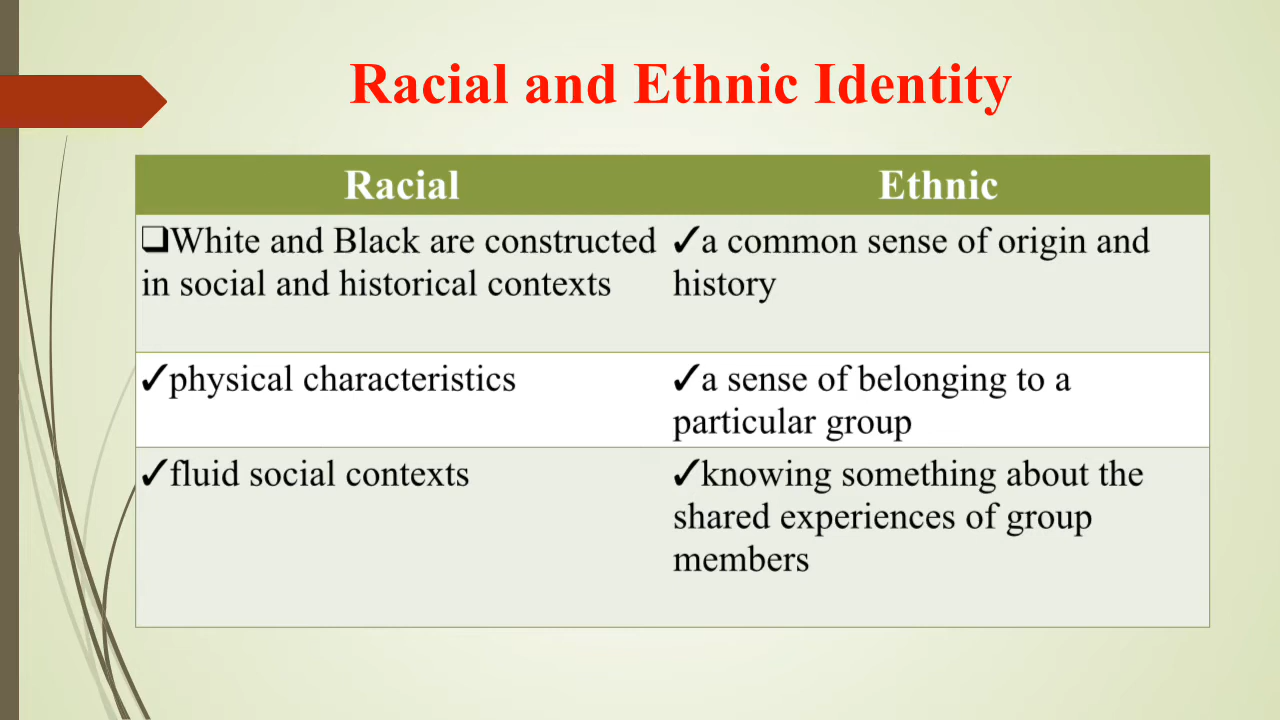 Racial and Ethnic Identity
Racial
Ethnic
❑White and Black are constructed
in social and historical contexts
✓a common sense of origin and
history
✓physical characteristics
✓a sense of belonging to a
particular group
✓fluid social contexts
✓knowing something about the
shared experiences of group
members